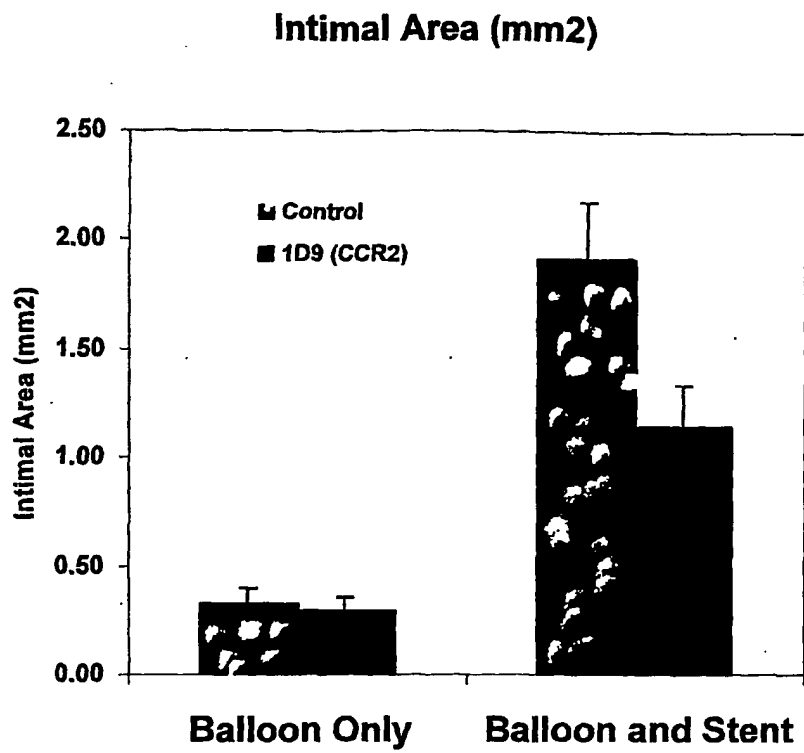 Intimal Area (mm2)
2.50
2.00
1.50
1.00
0.50
0.00
Intimal Area (mm2)
Control
1D9 (CCR2)
Balloon Only
Balloon and Stent